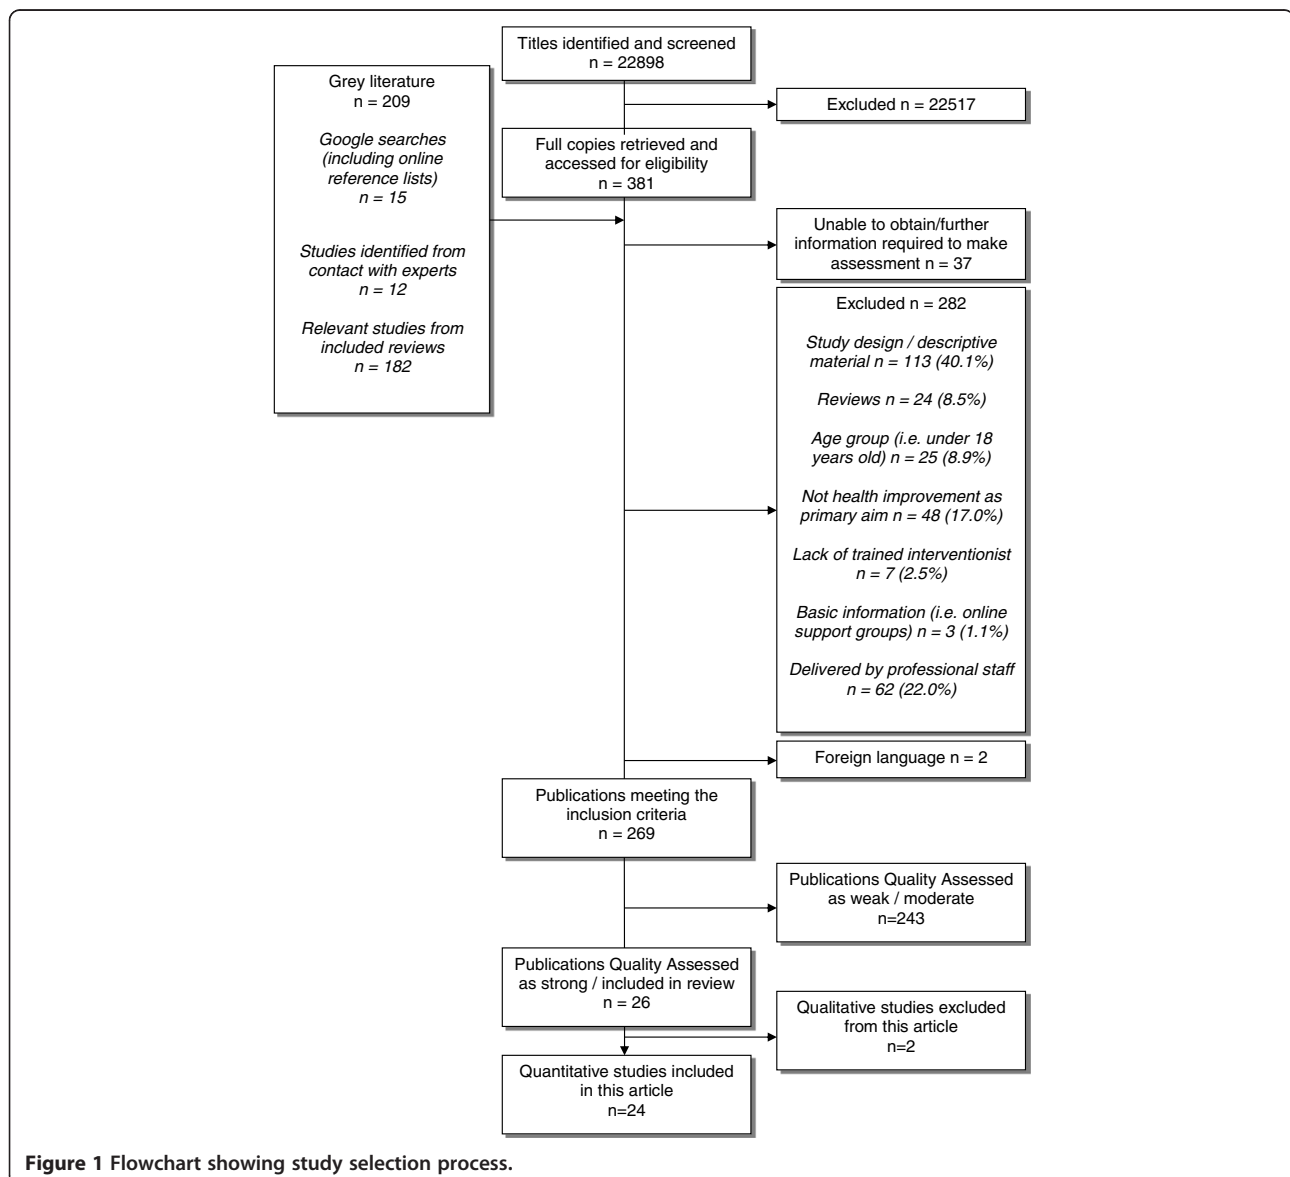 Titles identified and screened
n = 22898
Grey literature
n = 209
Google searches
(including online
reference lists)
n = 15
Studies identified from
contact with experts
n = 12
Relevant studies from
included reviews
n = 182
Excluded n = 22517
Full copies retrieved and
accessed for eligibility
n = 381
Unable to obtain/further
information required to make
assessment n = 37
Excluded n = 282
Study design / descriptive
material n = 113 (40.1%)
Reviews n = 24 (8.5%)
Age group (i.e. under 18
years old) n = 25 (8.9%)
Not health improvement as
primary aim n = 48 (17.0%)
Lack of trained interventionist
n = 7 (2.5%)
Basic information (i.e. online
support groups) n = 3 (1.1%)
Delivered by professional staff
n = 62 (22.0%)
Foreign language n = 2
Publications meeting the
inclusion criteria
n = 269
Publications Quality Assessed
as weak / moderate
n=243
Publications Quality Assessed
as strong / included in review
n = 26
Qualitative studies excluded
from this article
n=2
Quantitative studies included
in this article
n=24
Figure 1 Flowchart showing study selection process.